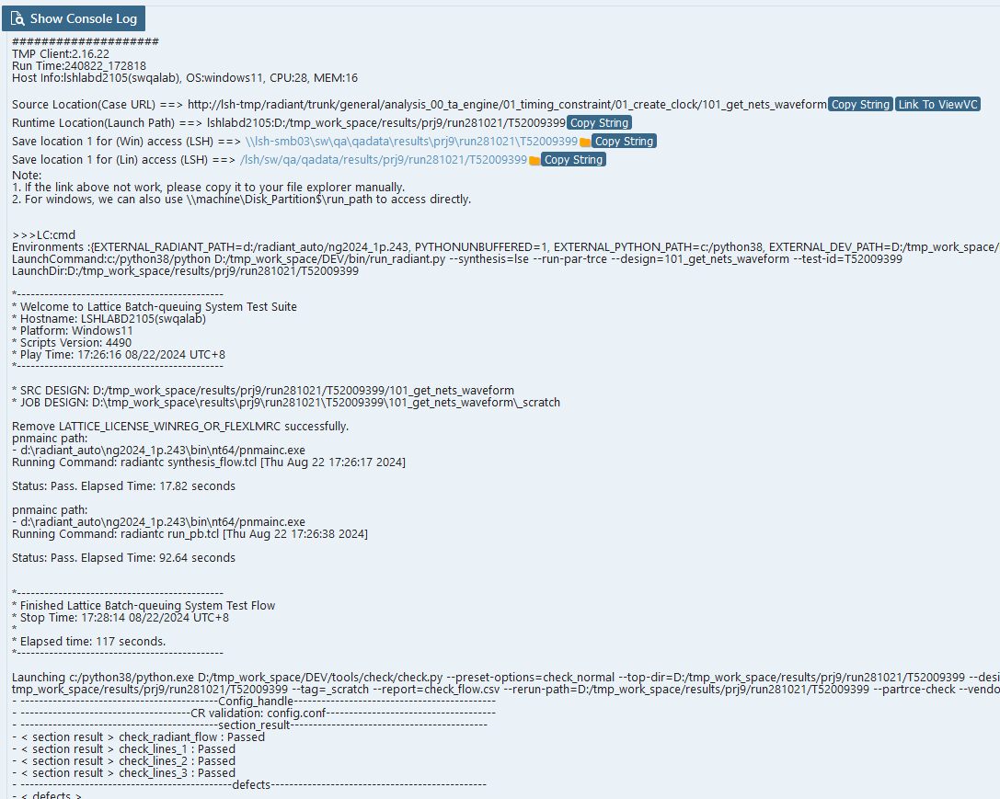 Show Console Log
####################
TMP Client:2.16.22
Run Time:240822_172818
Host Info:lshlabd2105(swqalab), OS:windows11, CPU:28, MEM:16
Source Location(Case URL) ==> http://lsh-tmp/radiant/trunk/general/analysis_00_ta_engine/01_timing_constraint/01_create_clock/101_get_nets_waveform Copy String Link To ViewVC
Runtime Location(Launch Path) ==> lshlabd2105:D:/tmp_work_space/results/prj9/run281021/T52009399 Copy String
Save location 1 for (Win) access (LSH) ==> \\lsh-smb03\sw\qa\qadata\results\prj9\run281021\T52009399 Copy String
Save location 1 for (Lin) access (LSH) ==> /lsh/sw/qa/qadata/results/prj9/run281021/T52009399 Copy String
Note:
1. If the link above not work, please copy it to your file explorer manually.
2. For windows, we can also use \\machine\Disk_Partition$\run_path to access directly.
>>>LC:cmd
Environments :{EXTERNAL_RADIANT_PATH=d:/radiant_auto/ng2024_1p.243, PYTHONUNBUFFERED=1, EXTERNAL_PYTHON_PATH=c:/python38, EXTERNAL_DEV_PATH=D:/tmp_work_space/
LaunchCommand:c:/python38/python D:/tmp_work_space/DEV/bin/run_radiant.py --synthesis=lse --run-par-trce --design=101_get_nets_waveform --test-id=T52009399
LaunchDir:D:/tmp_work_space/results/prj9/run281021/T52009399
*---------------------------------------------
* Welcome to Lattice Batch-queuing System Test Suite
* Hostname: LSHLABD2105(swqalab)
* Platform: Windows11
* Scripts Version: 4490
* Play Time: 17:26:16 08/22/2024 UTC+8
*---------------------------------------------
* SRC DESIGN: D:/tmp_work_space/results/prj9/run281021/T52009399/101_get_nets_waveform
* JOB DESIGN: D:\tmp_work_space\results\prj9\run281021\T52009399\101_get_nets_waveform\_scratch
Remove LATTICE_LICENSE_WINREG_OR_FLEXLMRC successfully.
pnmainc path:
- d:\radiant_auto\ng2024_1p.243\bin\nt64/pnmainc.exe
Running Command: radiantc synthesis_flow.tcl [Thu Aug 22 17:26:17 2024]
Status: Pass. Elapsed Time: 17.82 seconds
pnmainc path:
- d:\radiant_auto\ng2024_1p.243\bin\nt64/pnmainc.exe
Running Command: radiantc run_pb.tcl [Thu Aug 22 17:26:38 2024]
Status: Pass. Elapsed Time: 92.64 seconds
*---------------------------------------------
* Finished Lattice Batch-queuing System Test Flow
* Stop Time: 17:28:14 08/22/2024 UTC+8
*
* Elapsed time: 117 seconds.
*---------------------------------------------
Launching c:/python38/python.exe D:/tmp_work_space/DEV/tools/check/check.py --preset-options=check_normal --top-dir=D:/tmp_work_space/results/prj9/run281021/T52009399 --desi
tmp_work_space/results/prj9/run281021/T52009399 --tag=_scratch --report=check_flow.csv --rerun-path=D:/tmp_work_space/results/prj9/run281021/T52009399 --partrce-check --vendo
- -------------------------------------------Config_handle--------------------------------------------
- -------------------------------------CR validation: config.conf-------------------------------------
- -------------------------------------------section_result-------------------------------------------
- < section result > check_radiant_flow : Passed
- < section result > check_lines_1 : Passed
- < section result > check_lines_2 : Passed
- < section result > check_lines_3 : Passed
- ----------------------------------------------defects-----------------------------------------------
- < defects >